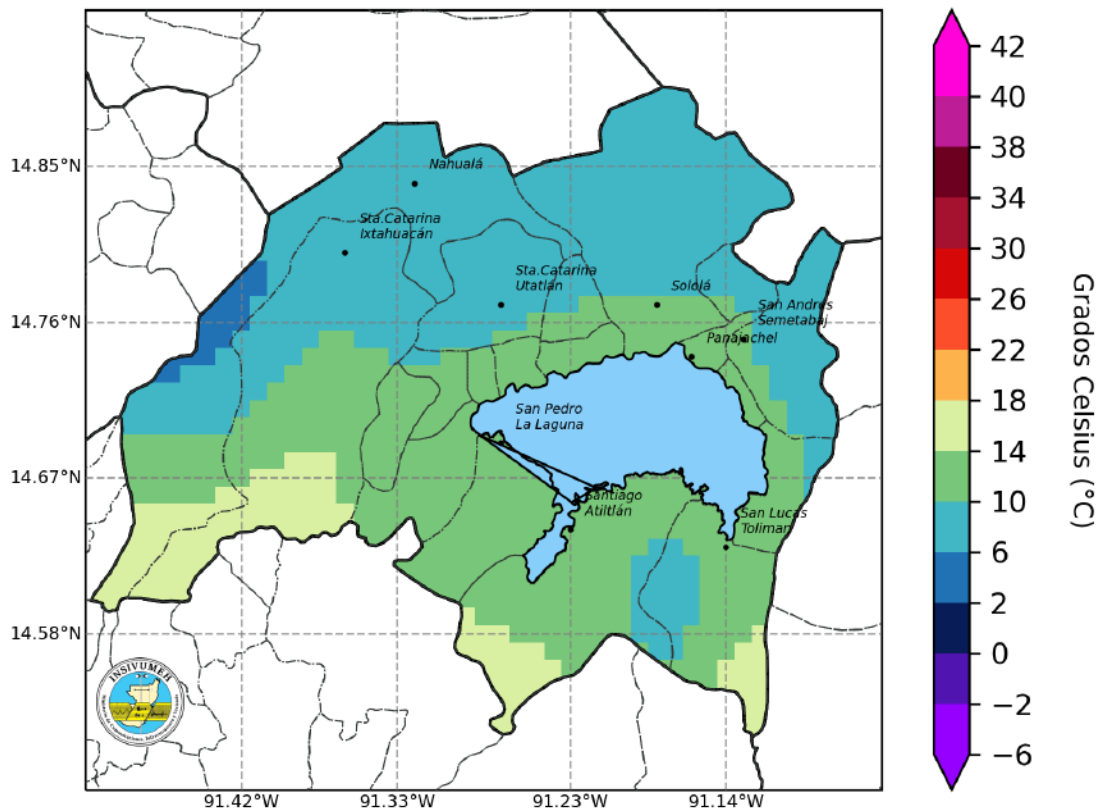 14.85°N
14.76°N
14.67°N
14.58°N
91.42°W
91.33°W
91.23°W
91.14°W
Nahualá
Sta.Catarina
Ixtahuacán
Sta.Catarina
Utatlán
Sololá
San Andrés
Semetabaj
Panajachel
San Pedro
La Laguna
Santiago
Atiltlán
San Lucas
Toliman
INSIVUMEH
42
40
38
34
30
26
22
18
14
10
6
2
0
−2
−6
Grados Celsius (°C)